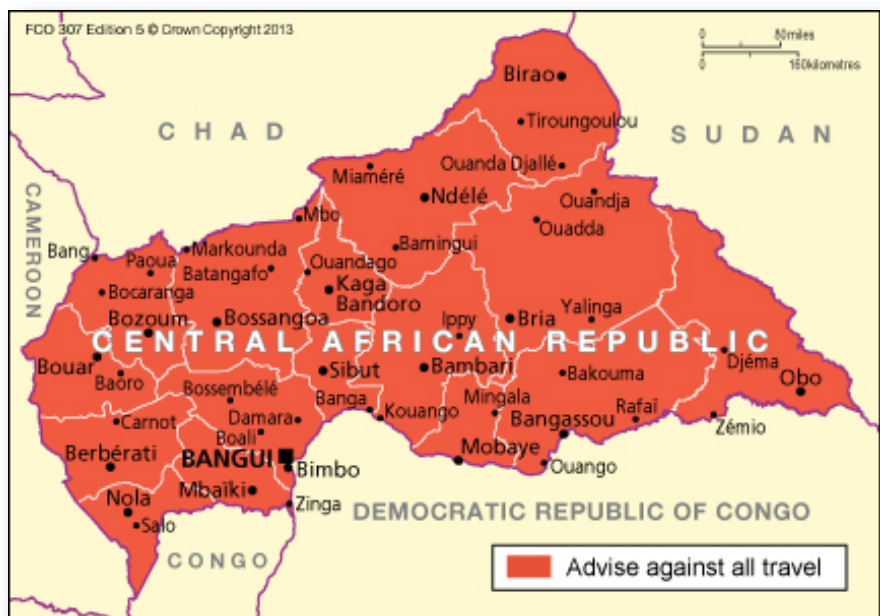 FCO 307 Edition 5 © Crown Copyright 2013
0 80miles
0 160kilometres
Birao
CHAD
Tiroungoulou
SUDAN
Ouanda Djallé
Miaméré
Ndélé
Ouandja
CAMEROON
Mbo
Ouadda
Bang
Markounda
Bamingui
Paoua
Batangafo
Ouandago
Bocaranga
Kaga
Bandoro
Bozoum
Bossangoa
Ippy
Bria
Yalinga
CENTRAL AFRICAN REPUBLIC
Bouar
Djéma
Baoro
Sibut
Bambari
Bakouma
Obo
Bossembélé
Banga
Mingala
Carnot
Damara
Kouango
Bangassou
Rafaï
Zémio
Boali
Berbérati
BANGUI
Mobaye
Bimbo
Ouango
Nola
Mbaïki
Zinga
Salo
DEMOCRATIC REPUBLIC OF CONGO
CONGO
Advise against all travel